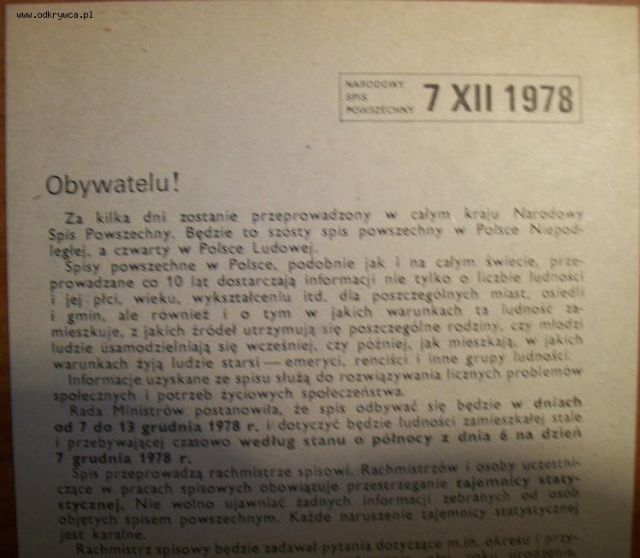 www.odkrywca.pl
NARODOWY
SPIS
POWSZECHNY
7 XII 1978
Obywatelu!
Za kilka dni zostanie przeprowadzony w całym kraju Narodowy
Spis Powszechny. Będzie to szósty spis powszechny w Polsce Niepod-
ległej, a czwarty w Polsce Ludowej.
Spisy powszechne w Polsce, podobnie jak i na całym świecie, prze-
prowadzane co 10 lat dostarczają informacji nie tylko o liczbie ludności
i jej płci, wieku, wykształceniu itd. dla poszczególnych miast, osiedli
i gmin, ale również i o tym w jakich warunkach ta ludność za-
mieszkuje, z jakich źródeł utrzymują się poszczególne rodziny, czy młodzi
ludzie usamodzielniają się wcześniej, czy później, jak mieszkają, w jakich
warunkach żyją ludzie starsi — emeryci, renciści i inne grupy ludności.
Informacje uzyskane ze spisu służą do rozwiązywania licznych problemów
społecznych i potrzeb życiowych społeczeństwa.
Rada Ministrów postanowiła, że spis odbywać się będzie w dniach
od 7 do 13 grudnia 1978 r. i dotyczyć będzie ludności zamieszkałej stale
i przebywającej czasowo według stanu o północy z dnia 6 na dzień
7 grudnia 1978 r.
Spis przeprowadzą rachmistrze spisowi. Rachmistrzów i osoby uczestni-
czące w pracach spisowych obowiązuje przestrzeganie tajemnicy staty-
stycznej. Nie wolno ujawniać żadnych informacji zebranych od osób
objętych spisem powszechnym. Każde naruszenie tajemnicy statystycznej
jest karalne.
Rachmistrz spisowy będzie zadawał pytania dotyczące m.in. okresu i przy-